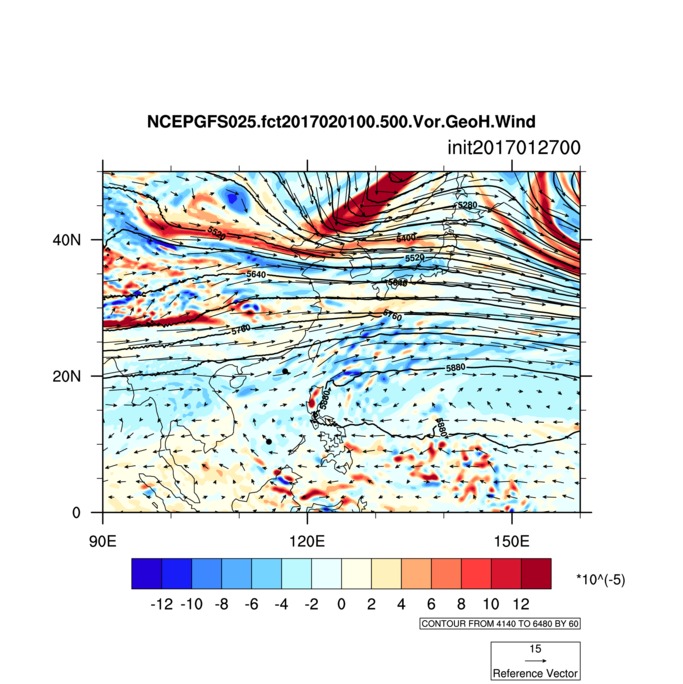 NCEPGFS025.fct2017020100.500.Vor.GeoH.Wind
init2017012700
5280
40N
5520
5400
5520
5640
5640
5760
5760
20N
5880
5880
5880
0
90E 120E 150E
-12 -10 -8 -6 -4 -2 0 2 4 6 8 10 12
*10^(-5)
CONTOUR FROM 4140 TO 6480 BY 60
15
Reference Vector